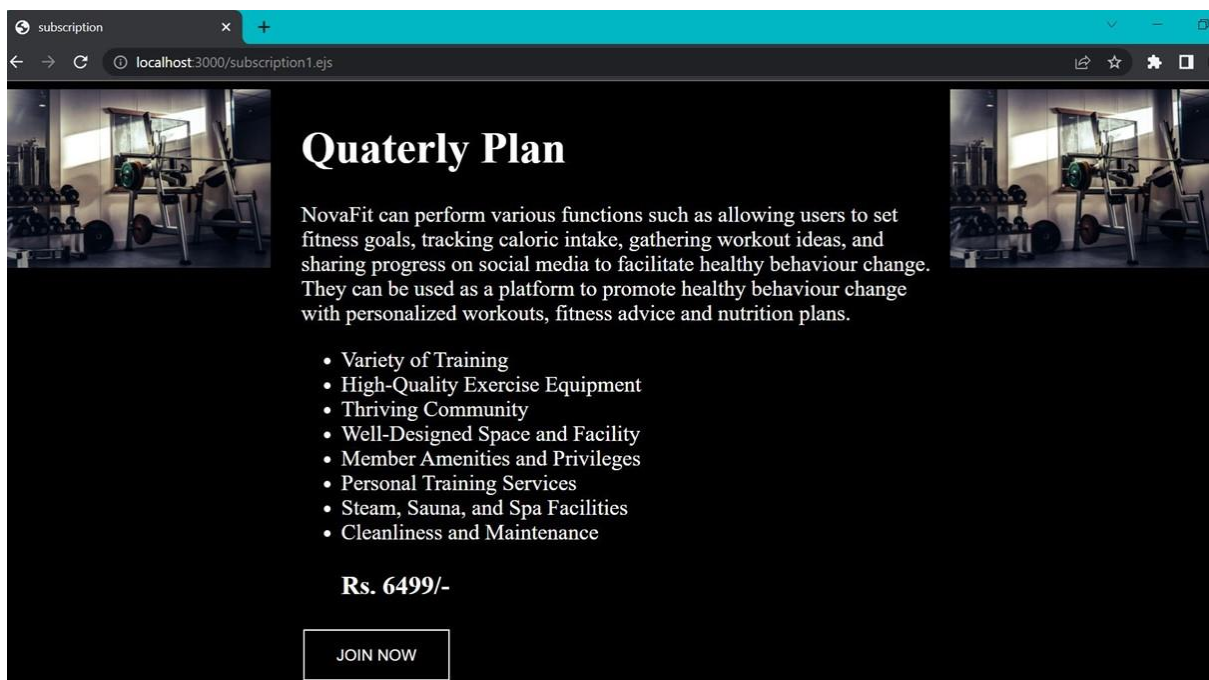 subscription
localhost:3000/subscription1.ejs
Quaterly Plan
NovaFit can perform various functions such as allowing users to set
fitness goals, tracking caloric intake, gathering workout ideas, and
sharing progress on social media to facilitate healthy behaviour change.
They can be used as a platform to promote healthy behaviour change
with personalized workouts, fitness advice and nutrition plans.
• Variety of Training
• High-Quality Exercise Equipment
• Thriving Community
• Well-Designed Space and Facility
• Member Amenities and Privileges
• Personal Training Services
• Steam, Sauna, and Spa Facilities
• Cleanliness and Maintenance
Rs. 6499/-
JOIN NOW